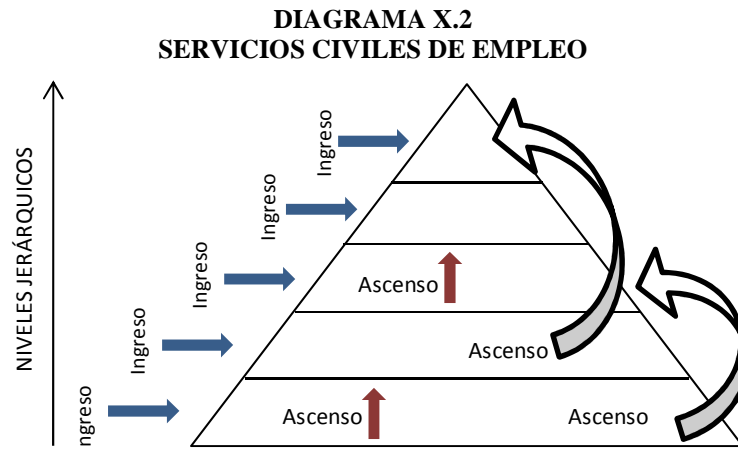 DIAGRAMA X.2
SERVICIOS CIVILES DE EMPLEO
NIVELES JERÁRQUICOS
Ingreso
Ingreso
Ingreso
Ascenso
Ingreso
Ascenso
ngreso
Ascenso
Ascenso